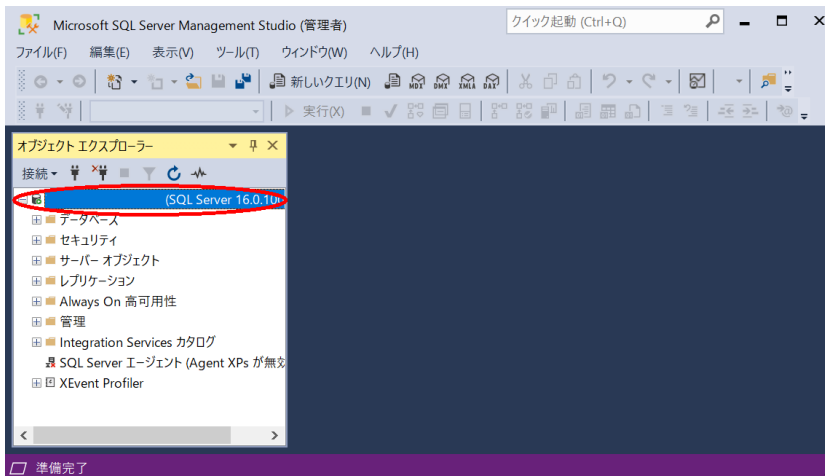 Microsoft SQL Server Management Studio (管理者)
クイック起動 (Ctrl+Q)
ファイル(F) 編集(E) 表示(V) ツール(T) ウィンドウ(W) ヘルプ(H)
新しいクエリ(N) MDX DMX XMLA DAX
実行(X)
オブジェクト エクスプローラー
接続
(SQL Server 16.0.100
データベース
セキュリティ
サーバー オブジェクト
レプリケーション
Always On 高可用性
管理
Integration Services カタログ
SQL Server エージェント (Agent XPs が無効
XEvent Profiler
準備完了